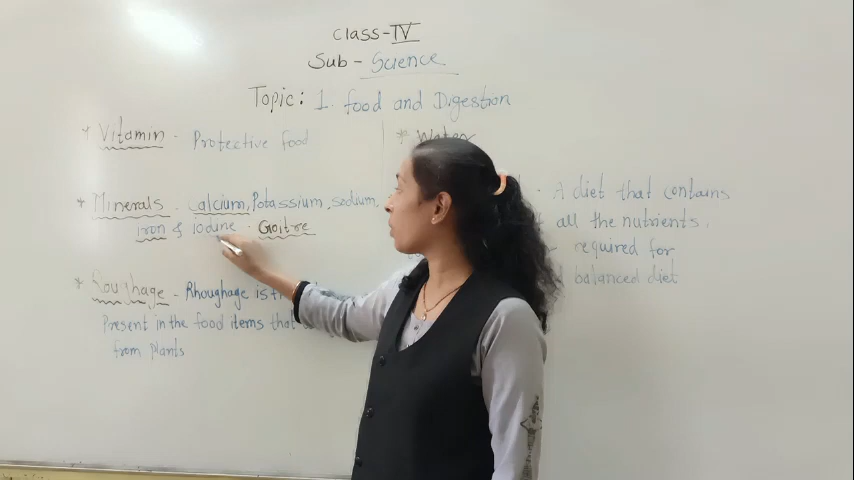 Class-IV
Sub - Science
Topic: 1. food and Digestion
* Vitamin - Protective food
* Water
* Minerals - Calcium, Potassium, sodium,
iron & Iodine - Goitre
* Roughage - Rhoughage is
Present in the food items that
from plants
- A diet that contains
all the nutrients.
required for
balanced diet